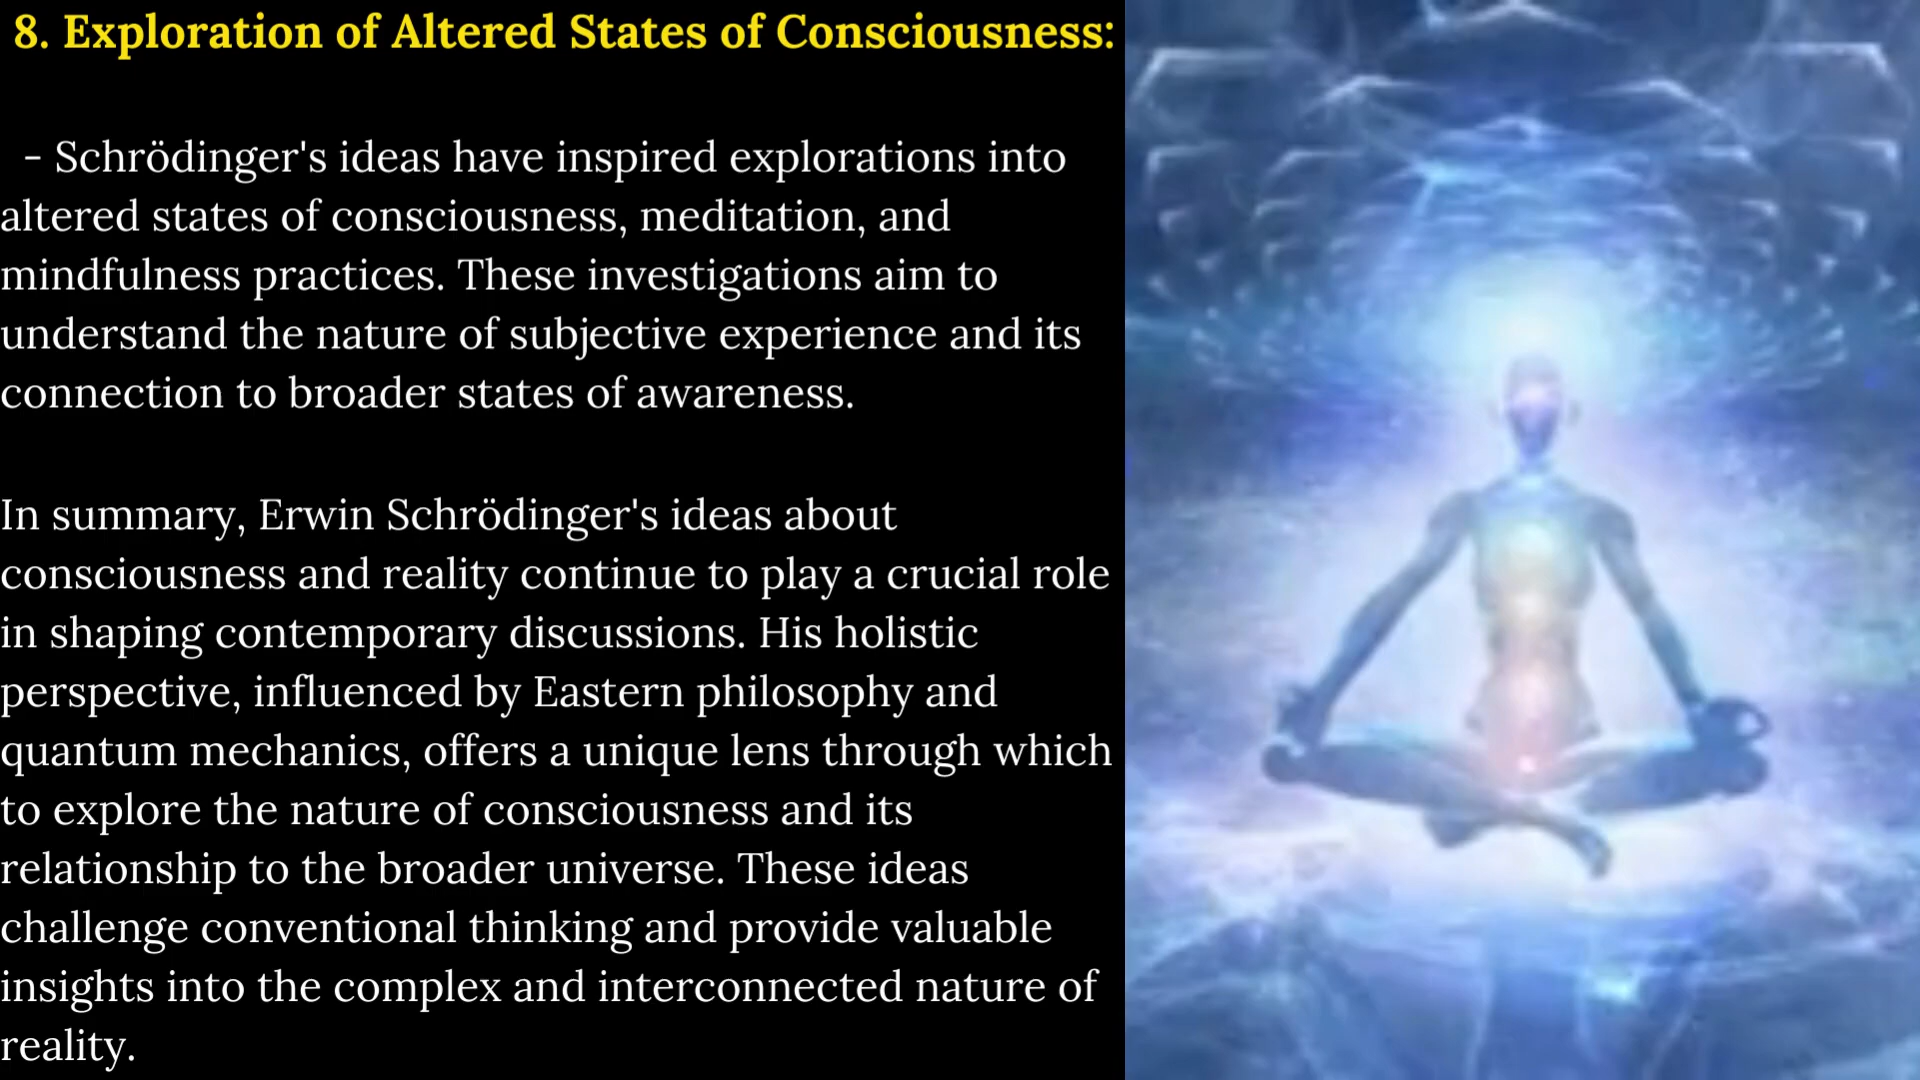 8. Exploration of Altered States of Consciousness:
- Schrödinger's ideas have inspired explorations into
altered states of consciousness, meditation, and
mindfulness practices. These investigations aim to
understand the nature of subjective experience and its
connection to broader states of awareness.
In summary, Erwin Schrödinger's ideas about
consciousness and reality continue to play a crucial role
in shaping contemporary discussions. His holistic
perspective, influenced by Eastern philosophy and
quantum mechanics, offers a unique lens through which
to explore the nature of consciousness and its
relationship to the broader universe. These ideas
challenge conventional thinking and provide valuable
insights into the complex and interconnected nature of
reality.